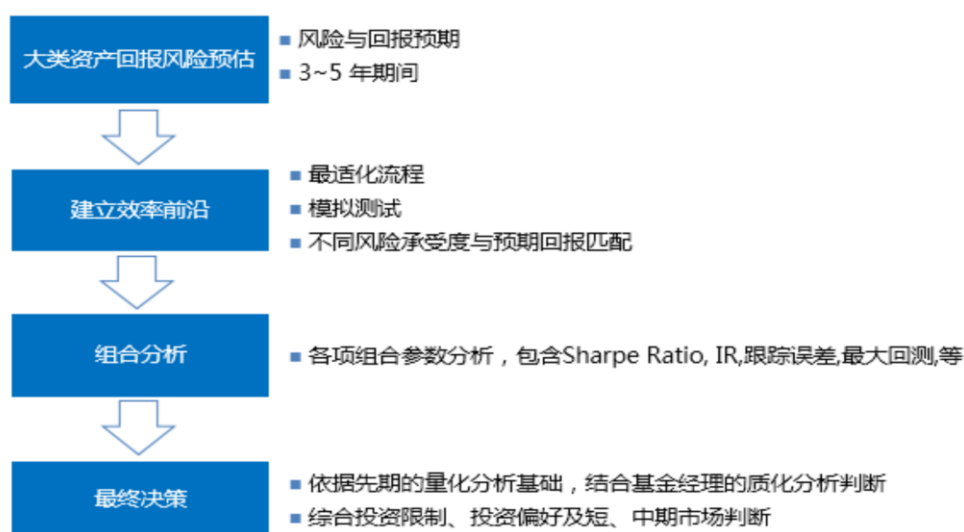 大类资产回报风险预估
■ 风险与回报预期
■ 3~5 年期间
建立效率前沿
■ 最适化流程
■ 模拟测试
■ 不同风险承受度与预期回报匹配
组合分析
■ 各项组合参数分析，包含Sharpe Ratio, IR,跟踪误差,最大回测,等
最终决策
■ 依据先期的量化分析基础，结合基金经理的质化分析判断
■ 综合投资限制、投资偏好及短、中期市场判断